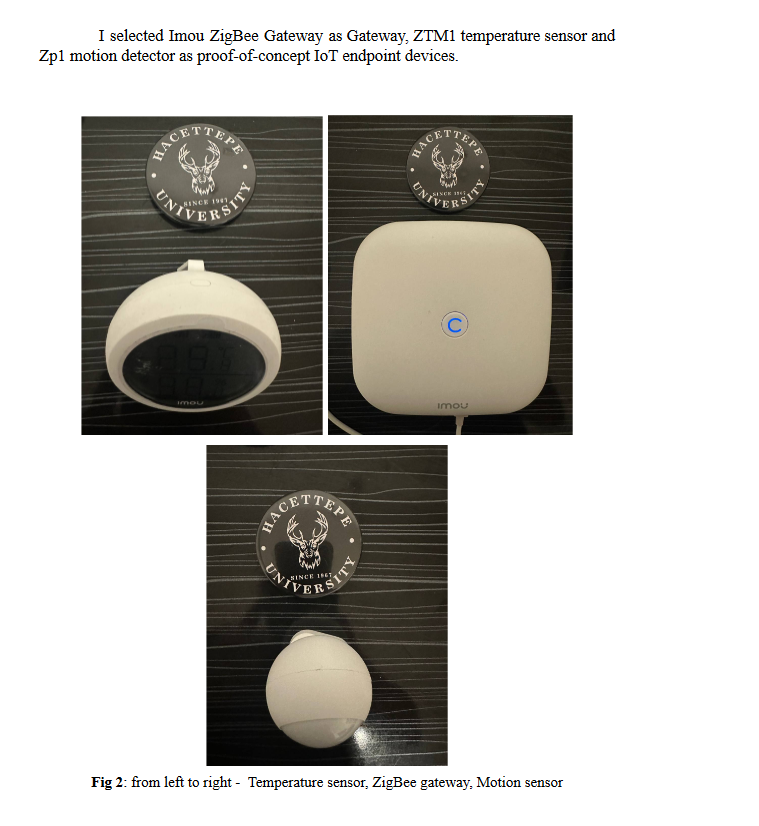 I selected Imou ZigBee Gateway as Gateway, ZTM1 temperature sensor and
Zp1 motion detector as proof-of-concept IoT endpoint devices.
HACETTEPE
SINCE 1967
UNIVERSITY
imou
HACETTEPE
SINCE 1967
UNIVERSITY
C
imou
HACETTEPE
SINCE 1967
UNIVERSITY
Fig 2: from left to right - Temperature sensor, ZigBee gateway, Motion sensor